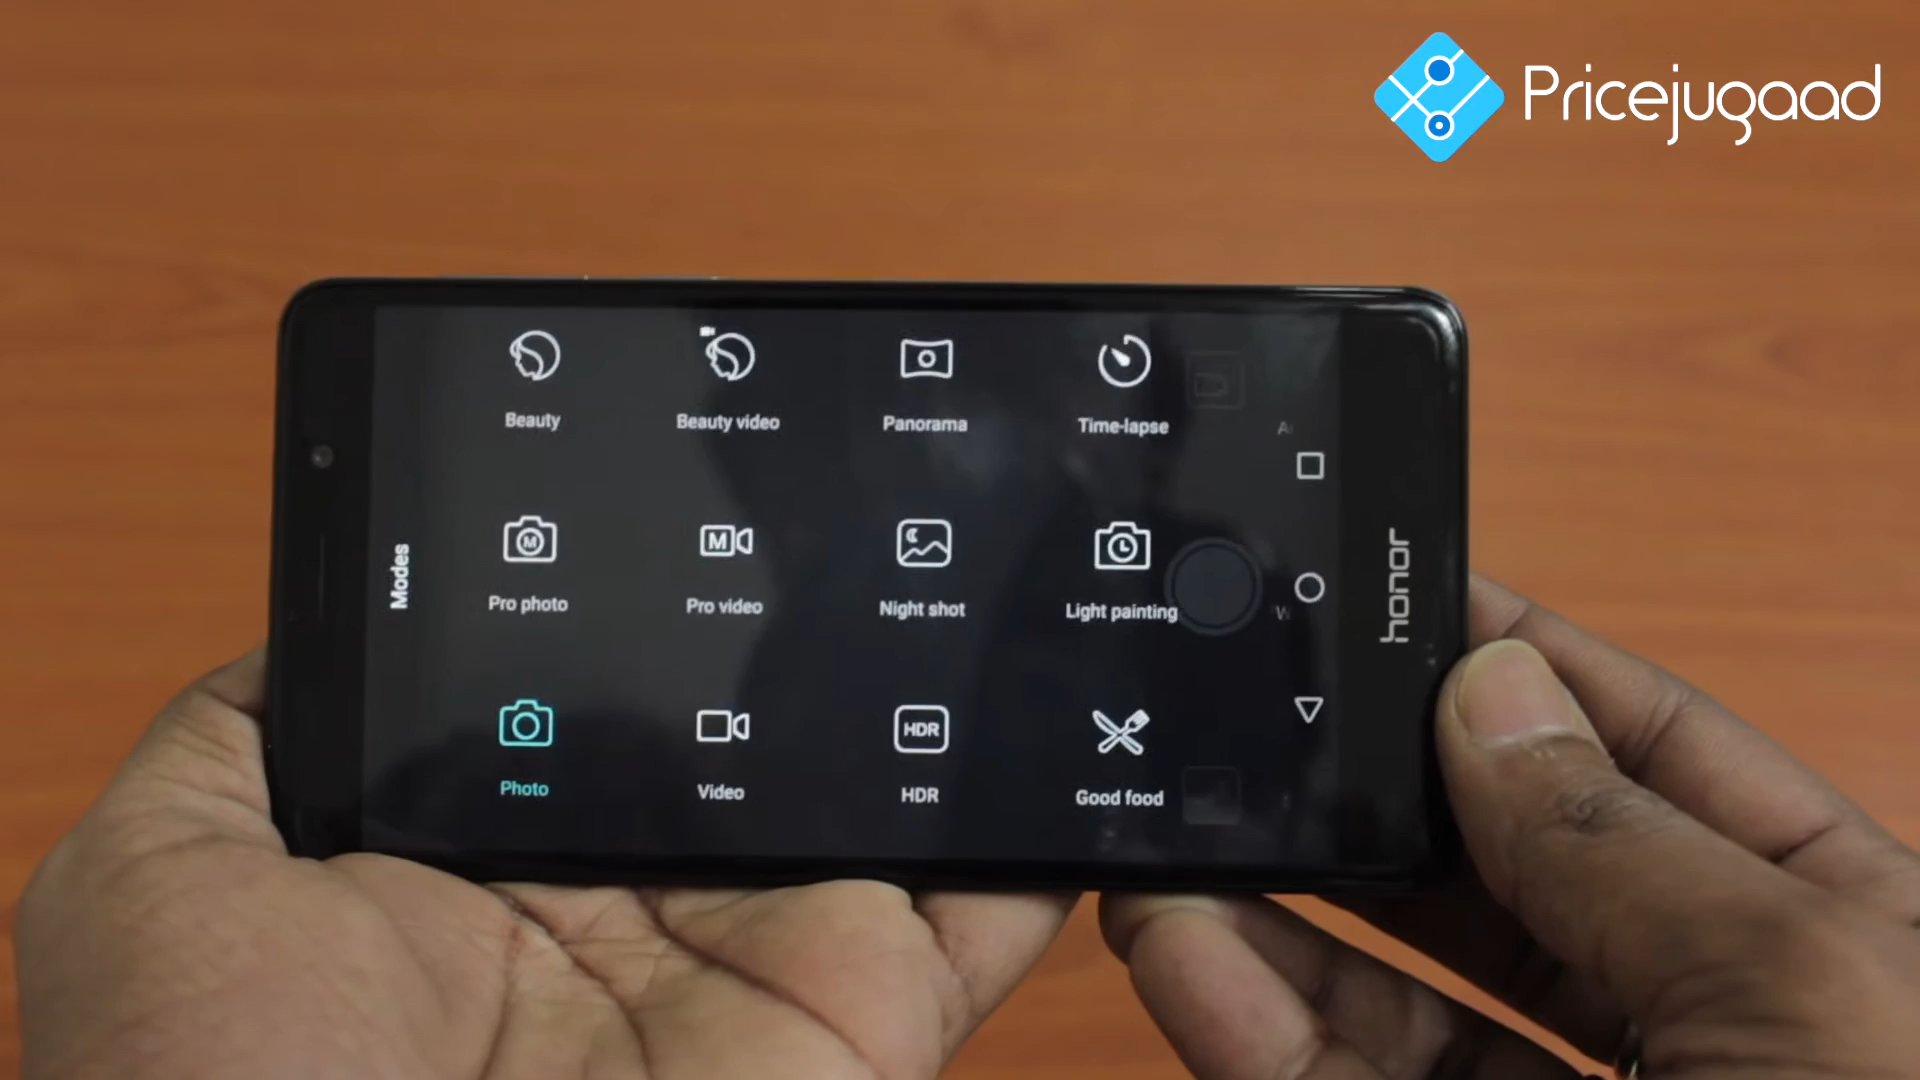 Pricejugaad
Modes
Beauty
Beauty video
Panorama
Time-lapse
M
Pro photo
M
Pro video
Night shot
Light painting
Photo
Video
HDR
HDR
Good food
honor